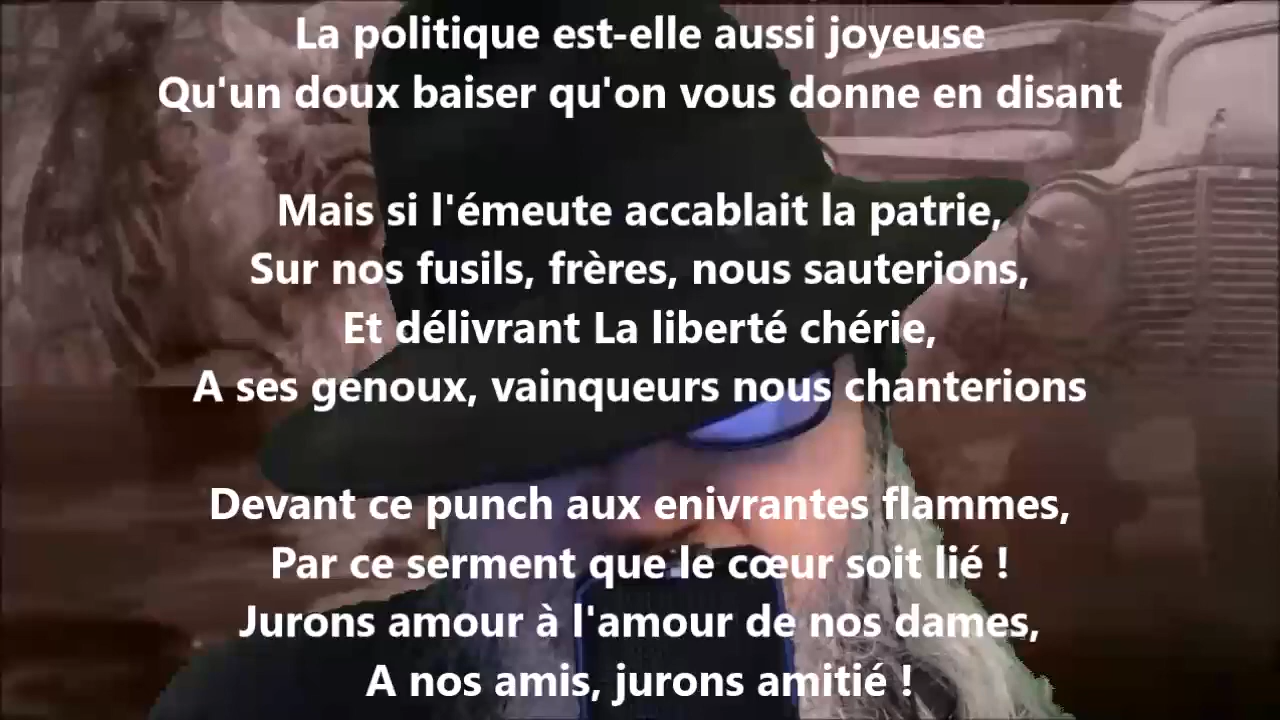 La politique est-elle aussi joyeuse
Qu'un doux baiser qu'on vous donne en disant
Mais si l'émeute accablait la patrie,
Sur nos fusils, frères, nous sauterions,
Et délivrant La liberté chérie,
A ses genoux, vainqueurs nous chanterions
Devant ce punch aux enivrantes flammes,
Par ce serment que le cœur soit lié !
Jurons amour à l'amour de nos dames,
A nos amis, jurons amitié !